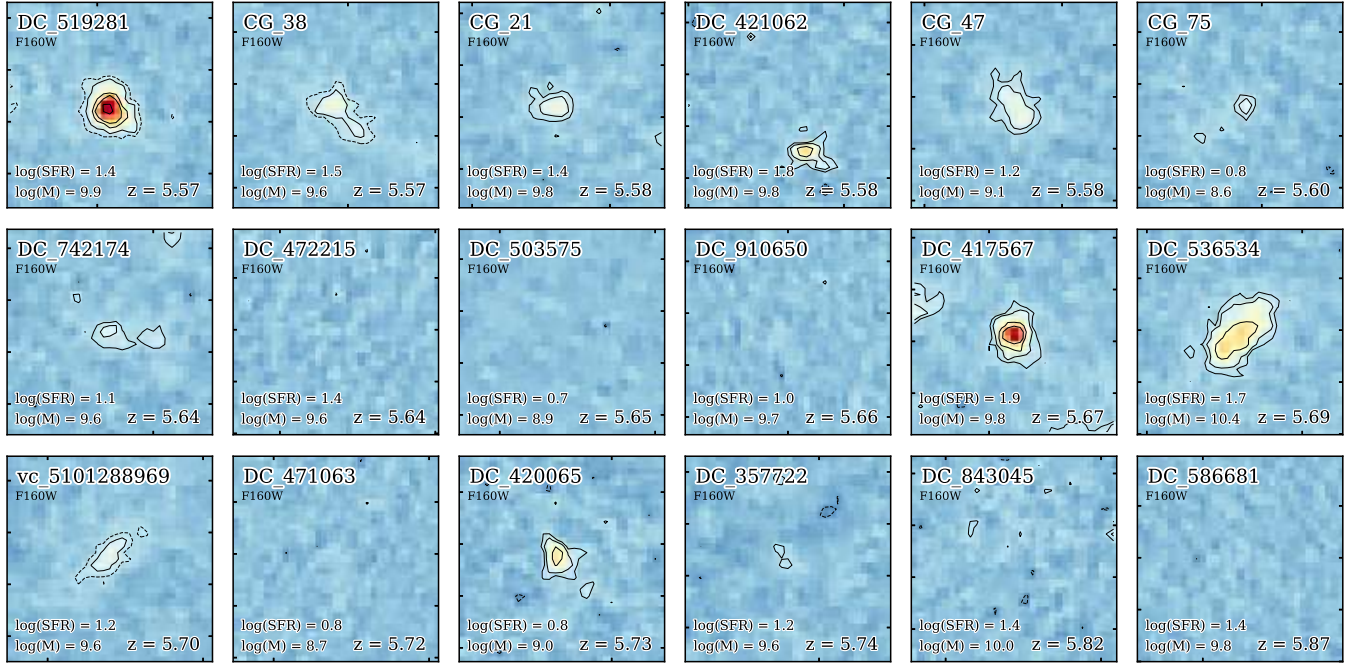 DC_519281
F160W
log(SFR) = 1.4
log(M) = 9.9 z = 5.57
CG_38
F160W
log(SFR) = 1.5
log(M) = 9.6 z = 5.57
CG_21
F160W
log(SFR) = 1.4
log(M) = 9.8 z = 5.58
DC_421062
F160W
log(SFR) = 1.8
log(M) = 9.8 z = 5.58
CG_47
F160W
log(SFR) = 1.2
log(M) = 9.1 z = 5.58
CG_75
F160W
log(SFR) = 0.8
log(M) = 8.6 z = 5.60
DC_742174
F160W
log(SFR) = 1.1
log(M) = 9.6 z = 5.64
DC_472215
F160W
log(SFR) = 1.4
log(M) = 9.6 z = 5.64
DC_503575
F160W
log(SFR) = 0.7
log(M) = 8.9 z = 5.65
DC_910650
F160W
log(SFR) = 1.0
log(M) = 9.7 z = 5.66
DC_417567
F160W
log(SFR) = 1.9
log(M) = 9.8 z = 5.67
DC_536534
F160W
log(SFR) = 1.7
log(M) = 10.4 z = 5.69
vc_5101288969
F160W
log(SFR) = 1.2
log(M) = 9.6 z = 5.70
DC_471063
F160W
log(SFR) = 0.8
log(M) = 8.7 z = 5.72
DC_420065
F160W
log(SFR) = 0.8
log(M) = 9.0 z = 5.73
DC_357722
F160W
log(SFR) = 1.2
log(M) = 9.6 z = 5.74
DC_843045
F160W
log(SFR) = 1.4
log(M) = 10.0 z = 5.82
DC_586681
F160W
log(SFR) = 1.4
log(M) = 9.8 z = 5.87